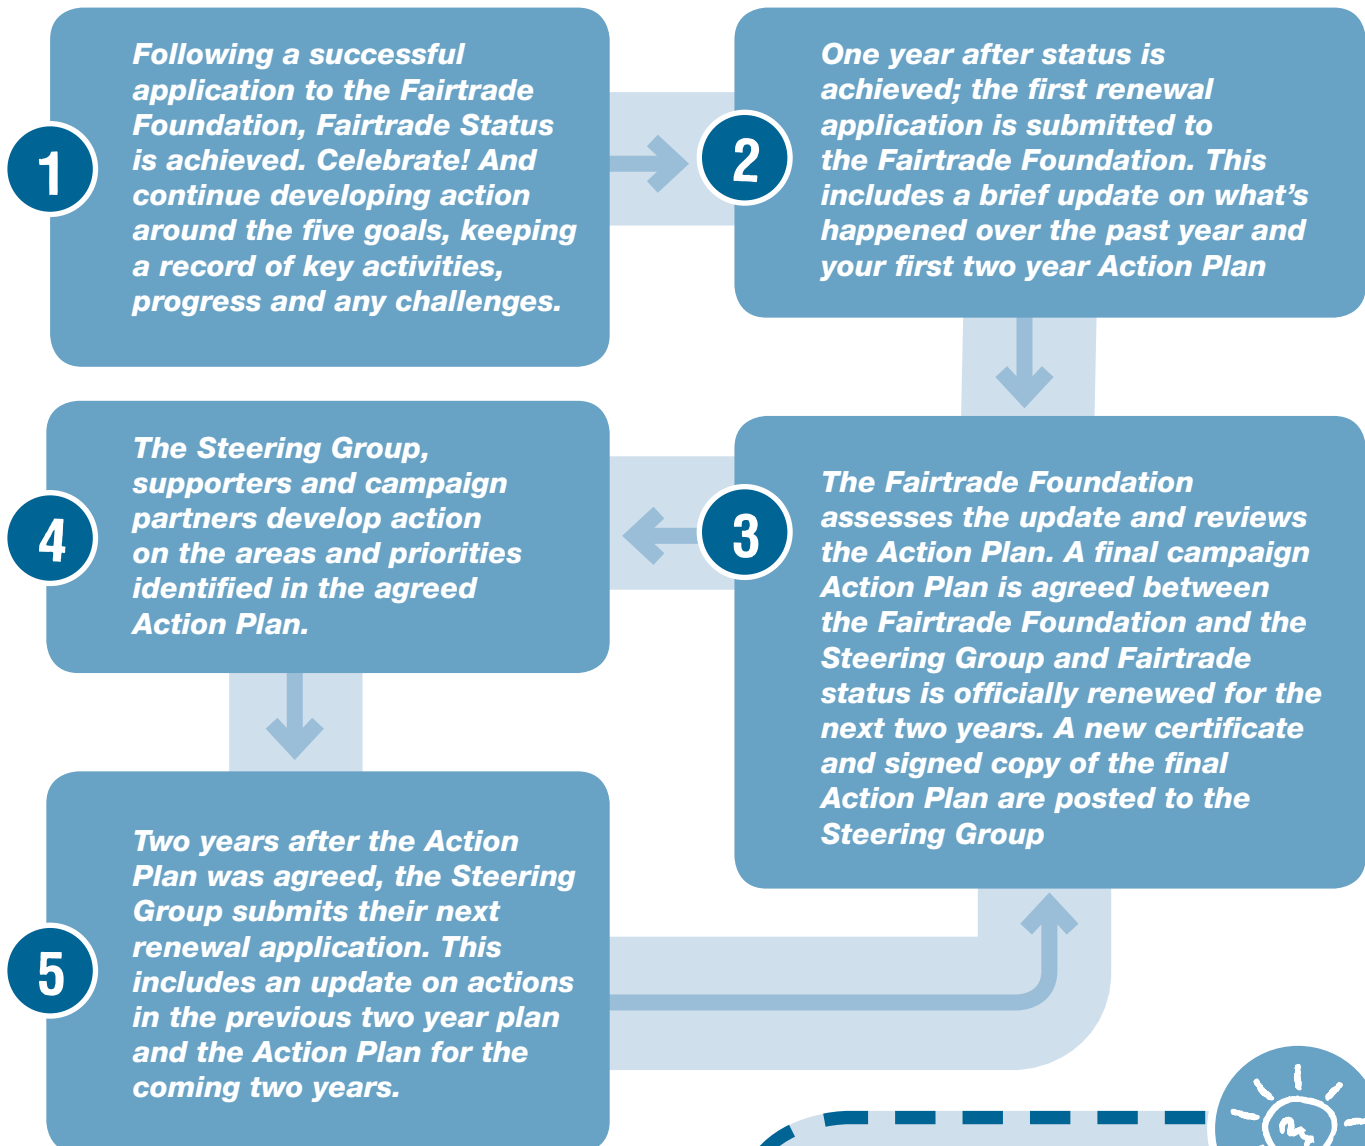 1
Following a successful
application to the Fairtrade
Foundation, Fairtrade Status
is achieved. Celebrate! And
continue developing action
around the five goals, keeping
a record of key activities,
progress and any challenges.
2
One year after status is
achieved; the first renewal
application is submitted to
the Fairtrade Foundation. This
includes a brief update on what's
happened over the past year and
your first two year Action Plan
3
The Fairtrade Foundation
assesses the update and reviews
the Action Plan. A final campaign
Action Plan is agreed between
the Fairtrade Foundation and the
Steering Group and Fairtrade
status is officially renewed for the
next two years. A new certificate
and signed copy of the final
Action Plan are posted to the
Steering Group
4
The Steering Group,
supporters and campaign
partners develop action
on the areas and priorities
identified in the agreed
Action Plan.
5
Two years after the Action
Plan was agreed, the Steering
Group submits their next
renewal application. This
includes an update on actions
in the previous two year plan
and the Action Plan for the
coming two years.